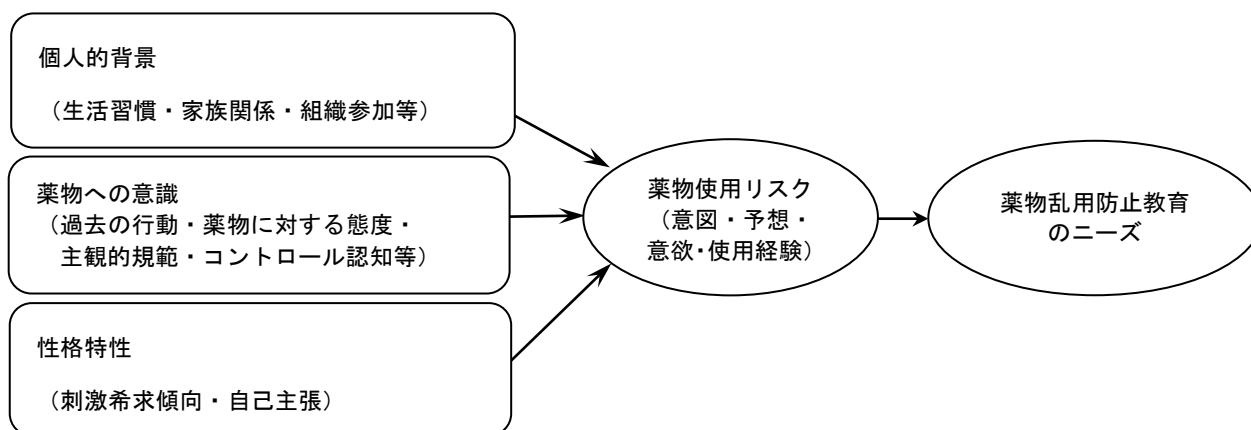 個人的背景
（生活習慣・家族関係・組織参加等）
薬物への意識
（過去の行動・薬物に対する態度・
主観的規範・コントロール認知等）
性格特性
（刺激希求傾向・自己主張）
薬物使用リスク
（意図・予想・
意欲・使用経験）
薬物乱用防止教育
のニーズ